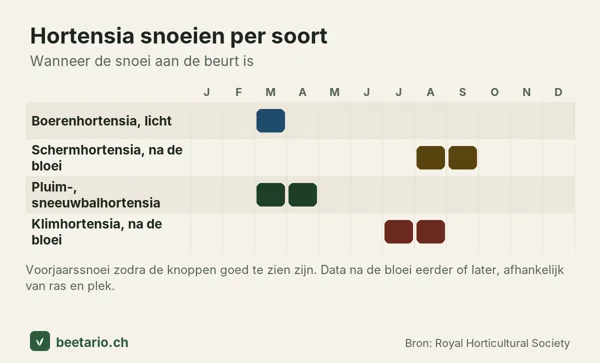 Hortensia snoeien per soort
Wanneer de snoei aan de beurt is
J F M A M J J A S O N D
Boerenhortensia, licht
Schermhortensia, na de
bloei
Pluim-,
sneeuwbalhortensia
Klimhortensia, na de
bloei
Voorjaarssnoei zodra de knoppen goed te zien zijn. Data na de bloei eerder of later, afhankelijk
van ras en plek.
beetario.ch
Bron: Royal Horticultural Society